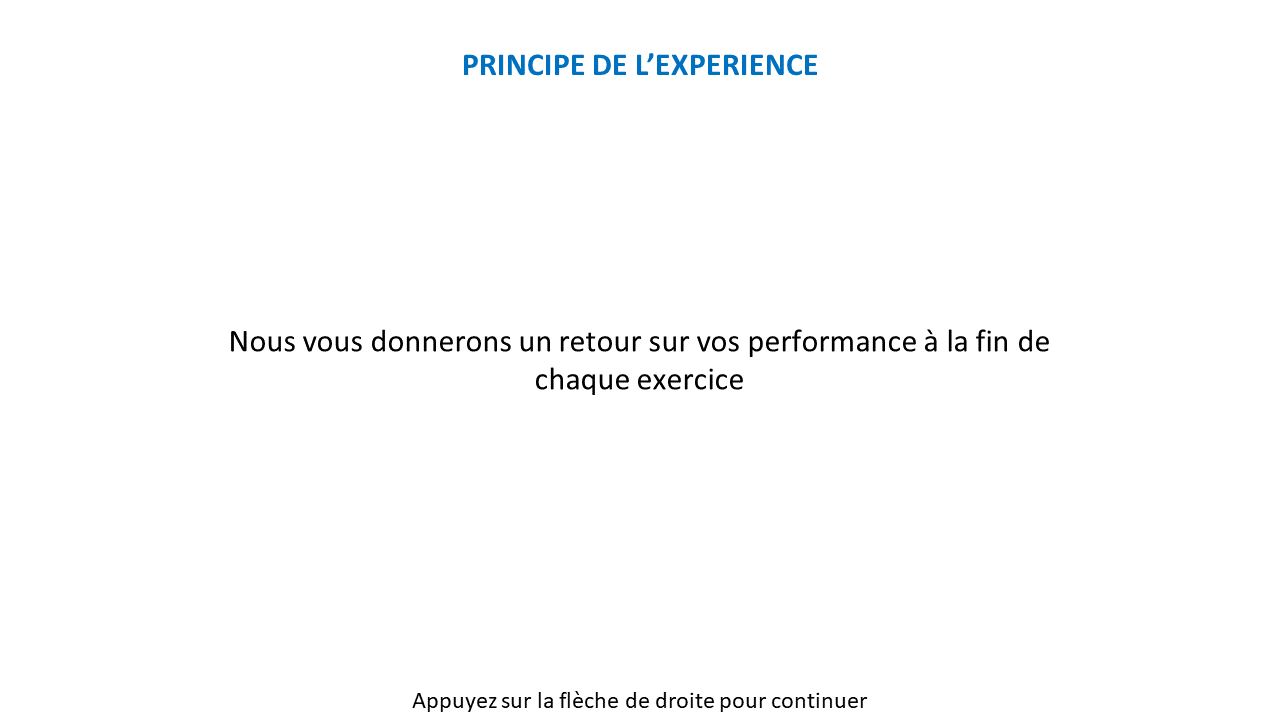 PRINCIPE DE L’EXPERIENCE
Nous vous donnerons un retour sur vos performance à la fin de
chaque exercice
Appuyez sur la flèche de droite pour continuer